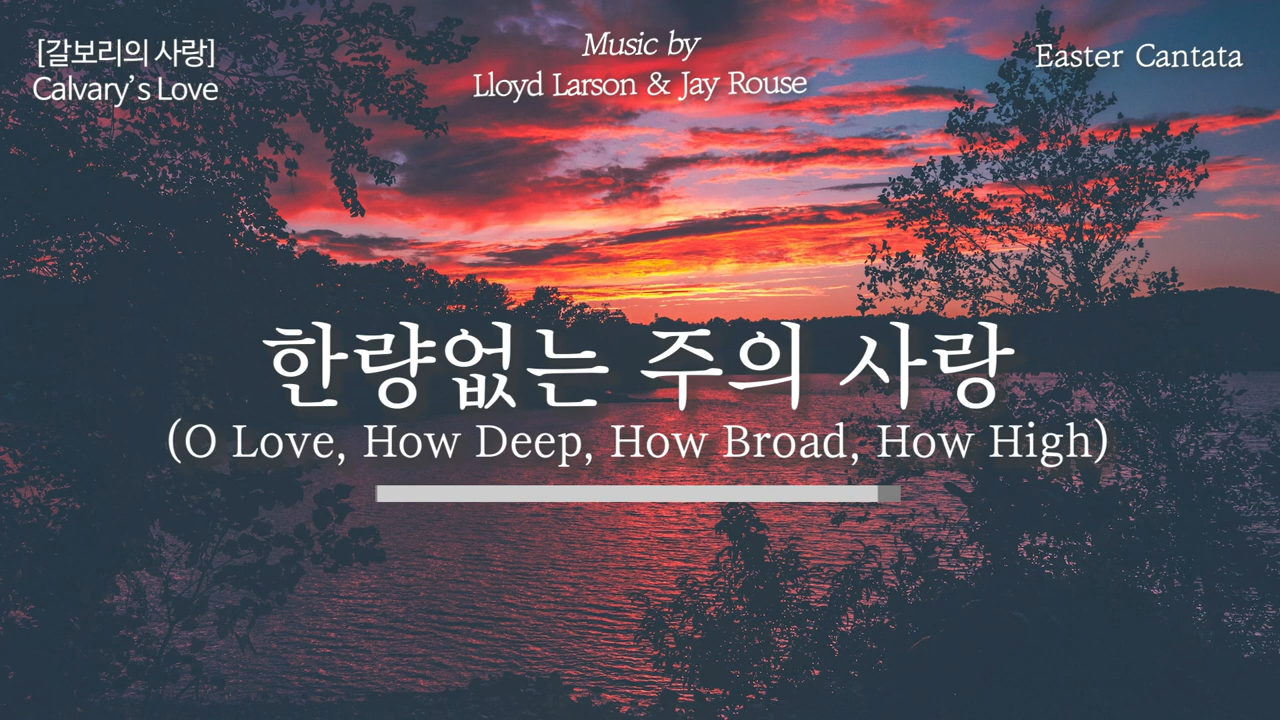 [갈보리의 사랑]
Calvary's Love
Music by
Lloyd Larson & Jay Rouse
Easter Cantata
한량없는 주의 사랑
(O Love, How Deep, How Broad, How High)